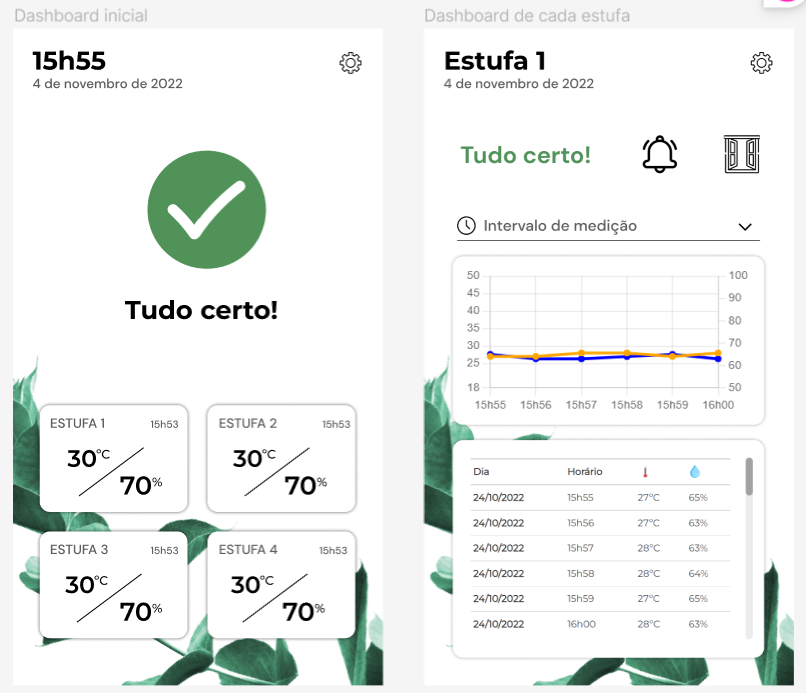 Dashboard inicial
15h55
4 de novembro de 2022
Tudo certo!
ESTUFA 1 15h53
30°C
70%
ESTUFA 2 15h53
30°C
70%
ESTUFA 3 15h53
30°C
70%
ESTUFA 4 15h53
30°C
70%
Dashboard de cada estufa
Estufa 1
4 de novembro de 2022
Tudo certo!
Intervalo de medição
50 100
45 90
40 80
35 70
30 60
25 50
18
15h55 15h56 15h57 15h58 15h59 16h00
Dia Horário
24/10/2022 15h55 27°C 65%
24/10/2022 15h56 27°C 63%
24/10/2022 15h57 28°C 63%
24/10/2022 15h58 28°C 64%
24/10/2022 15h59 27°C 65%
24/10/2022 16h00 28°C 63%